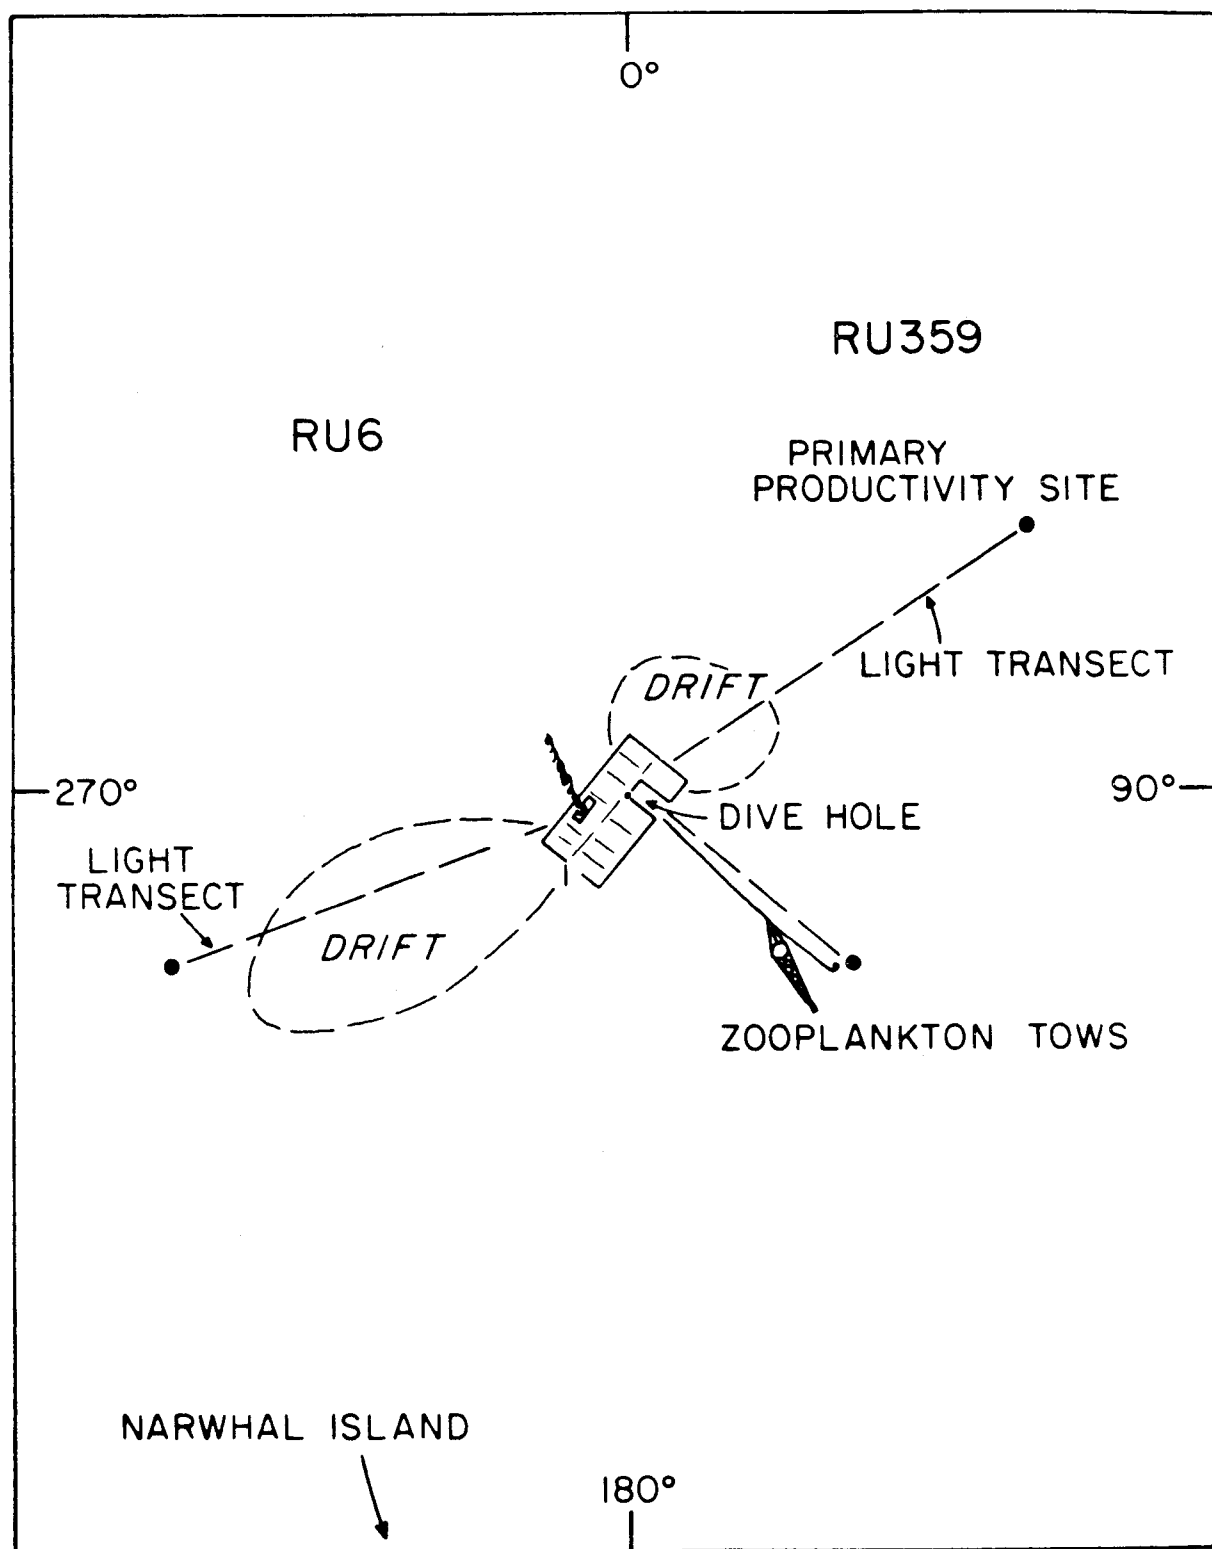 0°
RU359
RU6
PRIMARY
PRODUCTIVITY SITE
LIGHT TRANSECT
DRIFT
270°
90°
DIVE HOLE
LIGHT
TRANSECT
DRIFT
ZOOPLANKTON TOWS
NARWHAL ISLAND
180°